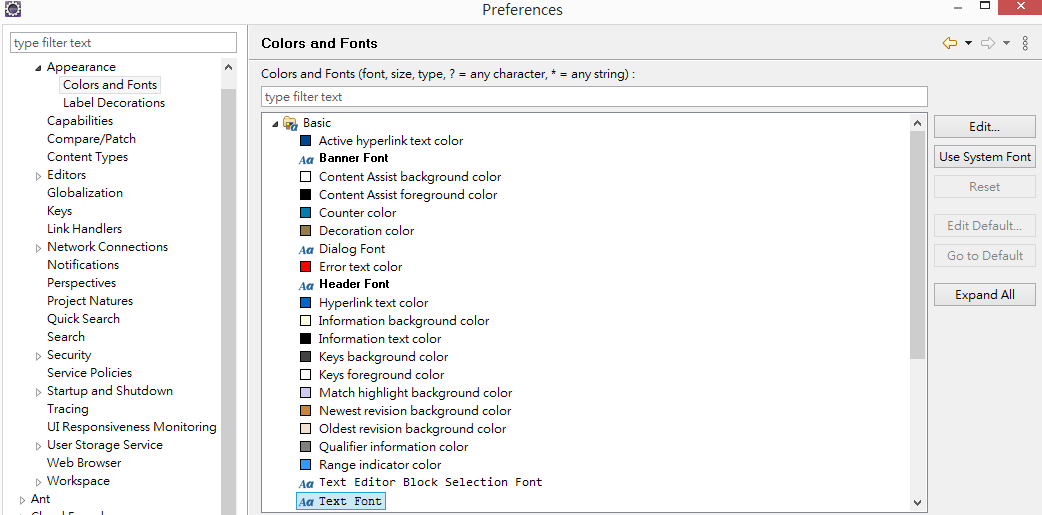 Preferences
type filter text
Appearance
Colors and Fonts
Label Decorations
Capabilities
Compare/Patch
Content Types
Editors
Globalization
Keys
Link Handlers
Network Connections
Notifications
Perspectives
Project Natures
Quick Search
Search
Security
Service Policies
Startup and Shutdown
Tracing
UI Responsiveness Monitoring
User Storage Service
Web Browser
Workspace
Ant
Colors and Fonts
Colors and Fonts (font, size, type, ? = any character, * = any string) :
type filter text
Basic
Active hyperlink text color
Aa Banner Font
Content Assist background color
Content Assist foreground color
Counter color
Decoration color
Aa Dialog Font
Error text color
Aa Header Font
Hyperlink text color
Information background color
Information text color
Keys background color
Keys foreground color
Match highlight background color
Newest revision background color
Oldest revision background color
Qualifier information color
Range indicator color
Aa Text Editor Block Selection Font
Aa Text Font
Edit...
Use System Font
Reset
Edit Default...
Go to Default
Expand All